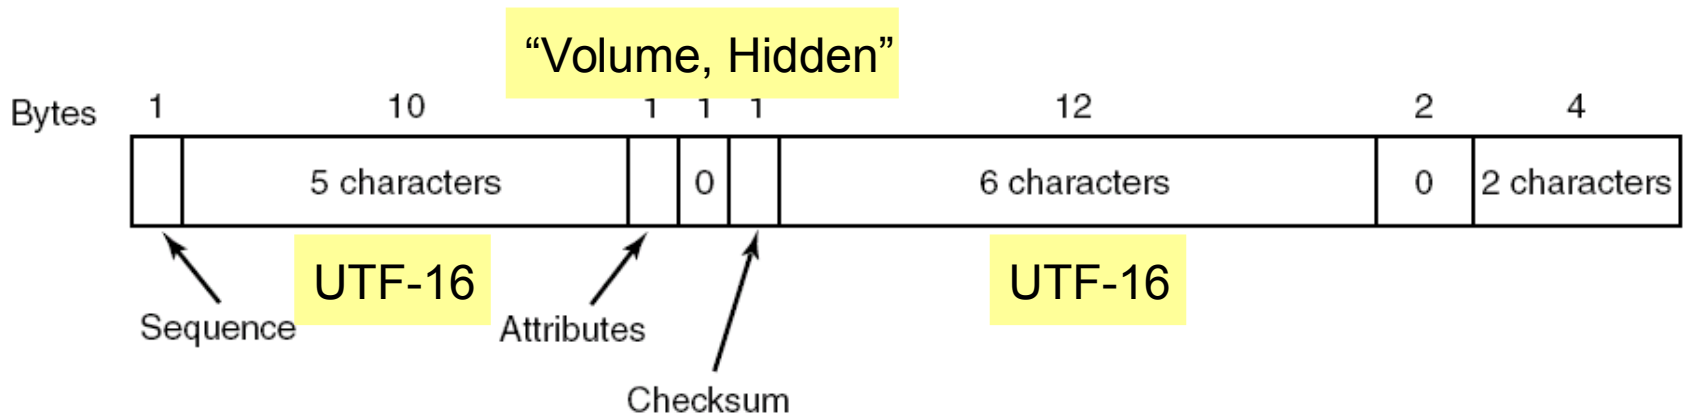 “Volume, Hidden”
Bytes 1 10 1 1 1 12 2 4
5 characters 0 6 characters 0 2 characters
UTF-16 UTF-16
Sequence Attributes
Checksum